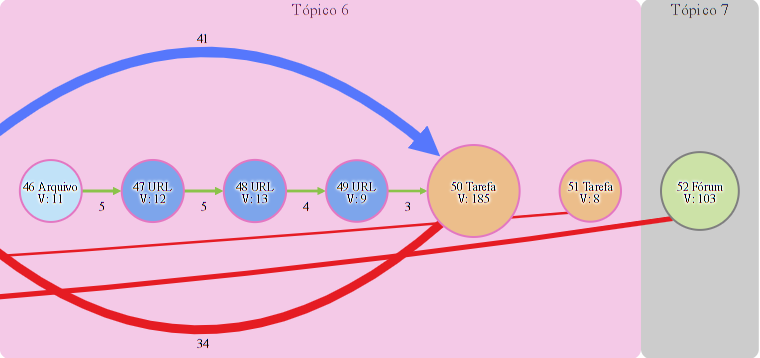 Tópico 6
Tópico 7
41
46 Arquivo
V: 11
47 URL
V: 12
48 URL
V: 13
49 URL
V: 9
50 Tarefa
V: 185
51 Tarefa
V: 8
52 Fórum
V: 103
5
5
4
3
34